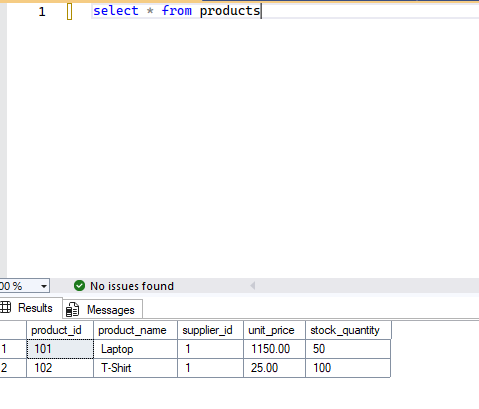 1 select * from products
00 % No issues found
Results Messages
product_id product_name supplier_id unit_price stock_quantity
1 101 Laptop 1 1150.00 50
2 102 T-Shirt 1 25.00 100